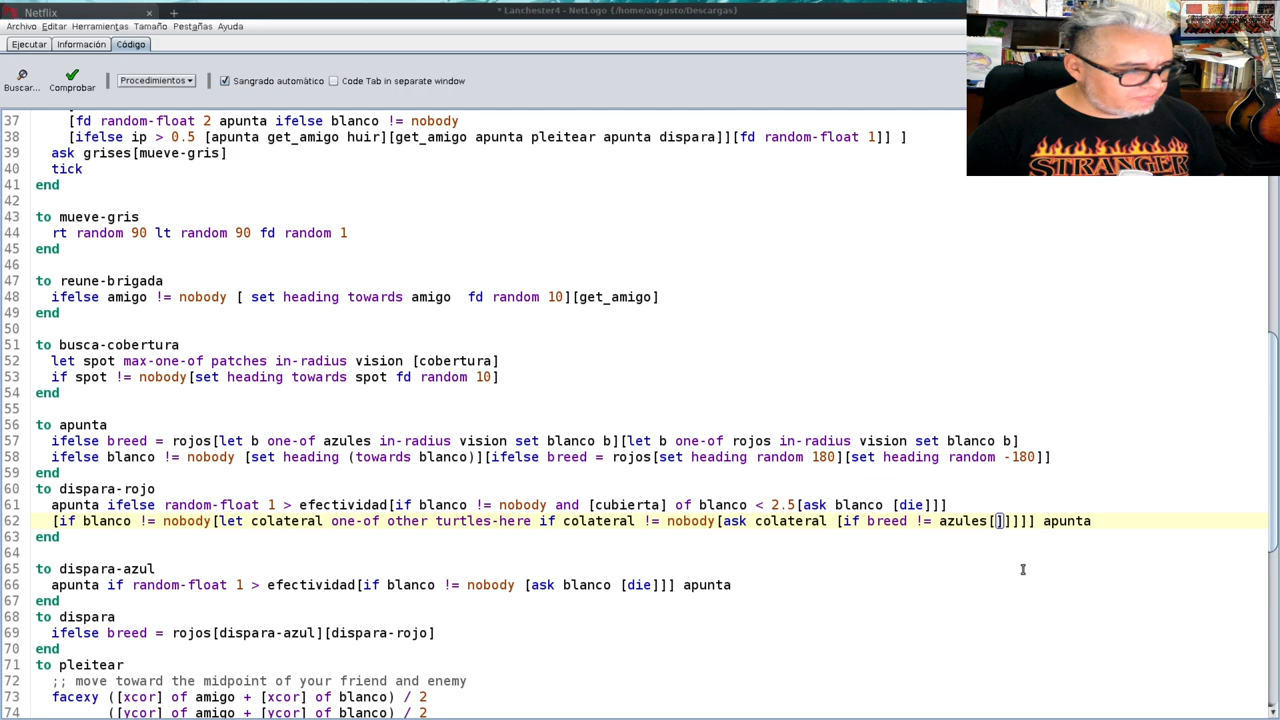 Netflix
* Lanchester4 - NetLogo {/home/augusto/Descargas}
Archivo Editar Herramientas Tamaño Pestañas Ayuda
Ejecutar Información Código
Buscar... Comprobar Procedimientos Sangrado automático Code Tab in separate window
37 [fd random-float 2 apunta ifelse blanco != nobody
38 [ifelse ip > 0.5 [apunta get_amigo huir][get_amigo apunta pleitear apunta dispara]][fd random-float 1]] ]
39 ask grises[mueve-gris]
40 tick
41 end
42
43 to mueve-gris
44 rt random 90 lt random 90 fd random 1
45 end
46
47 to reune-brigada
48 ifelse amigo != nobody [ set heading towards amigo  fd random 10][get_amigo]
49 end
50
51 to busca-cobertura
52 let spot max-one-of patches in-radius vision [cobertura]
53 if spot != nobody[set heading towards spot fd random 10]
54 end
55
56 to apunta
57 ifelse breed = rojos[let b one-of azules in-radius vision set blanco b][let b one-of rojos in-radius vision set blanco b]
58 ifelse blanco != nobody [set heading (towards blanco)][ifelse breed = rojos[set heading random 180][set heading random -180]]
59 end
60 to dispara-rojo
61 apunta ifelse random-float 1 > efectividad[if blanco != nobody and [cubierta] of blanco < 2.5[ask blanco [die]]]
62 [if blanco != nobody[let colateral one-of other turtles-here if colateral != nobody[ask colateral [if breed != azules[]]]]] apunta
63 end
64
65 to dispara-azul
66 apunta if random-float 1 > efectividad[if blanco != nobody [ask blanco [die]]] apunta
67 end
68 to dispara
69 ifelse breed = rojos[dispara-azul][dispara-rojo]
70 end
71 to pleitear
72 ;; move toward the midpoint of your friend and enemy
73 facexy ([xcor] of amigo + [xcor] of blanco) / 2
74 ([ycor] of amigo + [ycor] of blanco) / 2
STRANGER